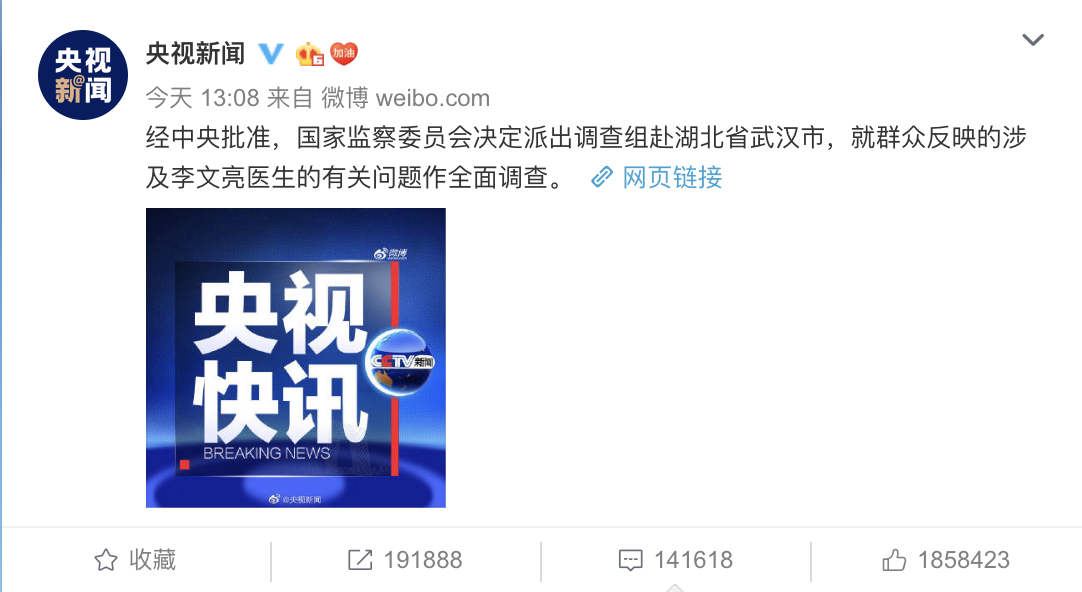 央视
新@闻
央视新闻
加油
今天 13:08 来自 微博 weibo.com
经中央批准，国家监察委员会决定派出调查组赴湖北省武汉市，就群众反映的涉
及李文亮医生的有关问题作全面调查。 网页链接
微博
央视
快讯
CCTV新闻
BREAKING NEWS
@央视新闻
收藏
191888
141618
1858423